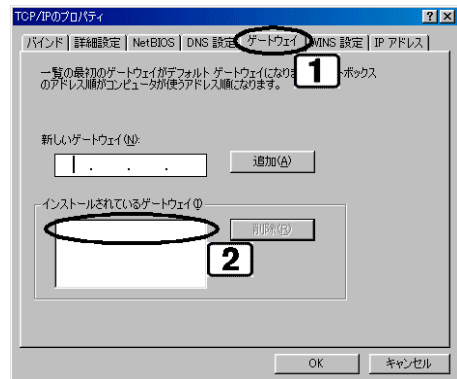 TCP/IPのプロパティ
バインド 詳細設定 NetBIOS DNS 設定 ゲートウェイ WINS 設定 IP アドレス
1
一覧の最初のゲートウェイがデフォルト ゲートウェイになりま トボックス
のアドレス順がコンピュータが使うアドレス順になります。
新しいゲートウェイ(N):
. . . 追加(A)
インストールされているゲートウェイ(I)
削除(R)
2
OK キャンセル